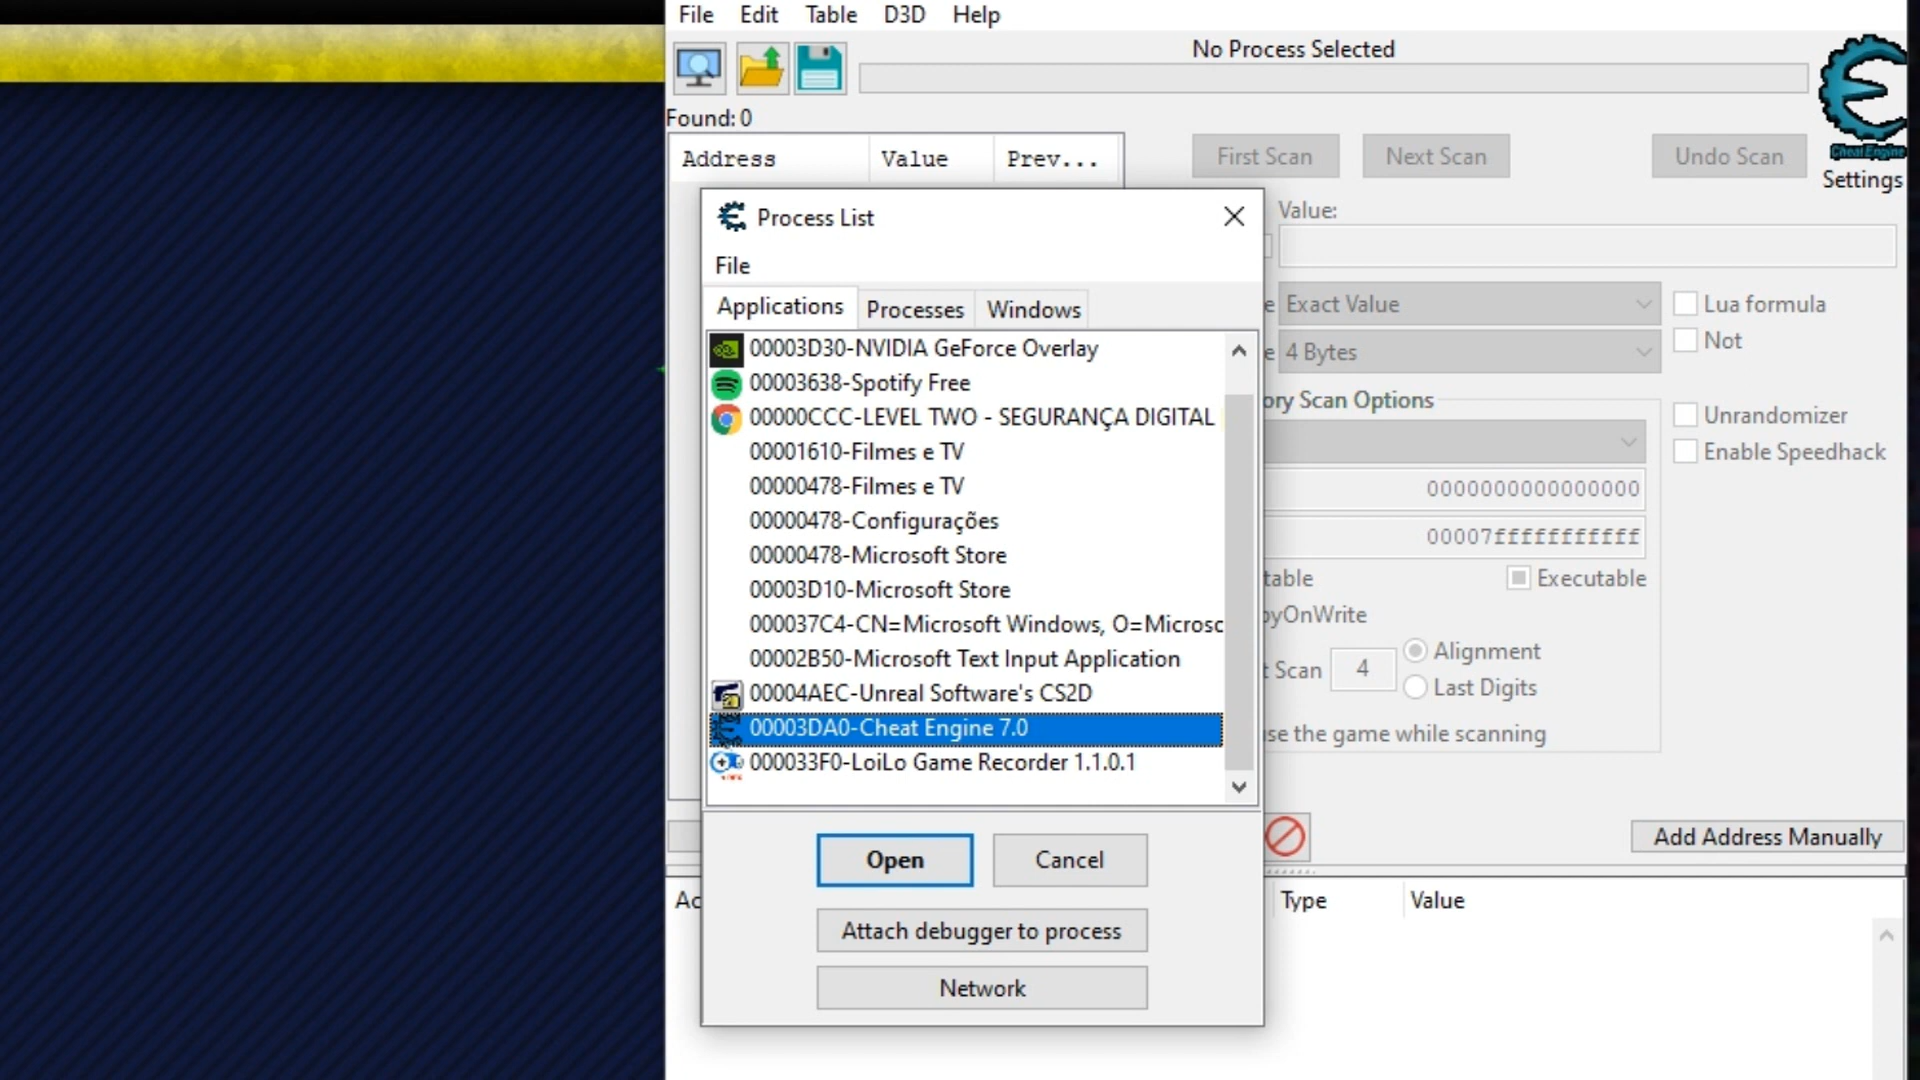 File Edit Table D3D Help
No Process Selected
Cheat Engine
Settings
Found: 0
Address Value Prev...
First Scan Next Scan Undo Scan
Value:
Process List
File
Applications Processes Windows
00003D30-NVIDIA GeForce Overlay
00003638-Spotify Free
00000CCC-LEVEL TWO - SEGURANÇA DIGITAL
00001610-Filmes e TV
00000478-Filmes e TV
00000478-Configurações
00000478-Microsoft Store
00003D10-Microsoft Store
000037C4-CN=Microsoft Windows, O=Microsc
00002B50-Microsoft Text Input Application
00004AEC-Unreal Software's CS2D
00003DA0-Cheat Engine 7.0
000033F0-LoiLo Game Recorder 1.1.0.1
Open Cancel
Attach debugger to process
Network
e Exact Value
Lua formula
e 4 Bytes
Not
ory Scan Options
Unrandomizer
Enable Speedhack
0000000000000000
00007fffffffffff
table Executable
pyOnWrite
t Scan 4 Alignment
Last Digits
se the game while scanning
Add Address Manually
Ac Type Value